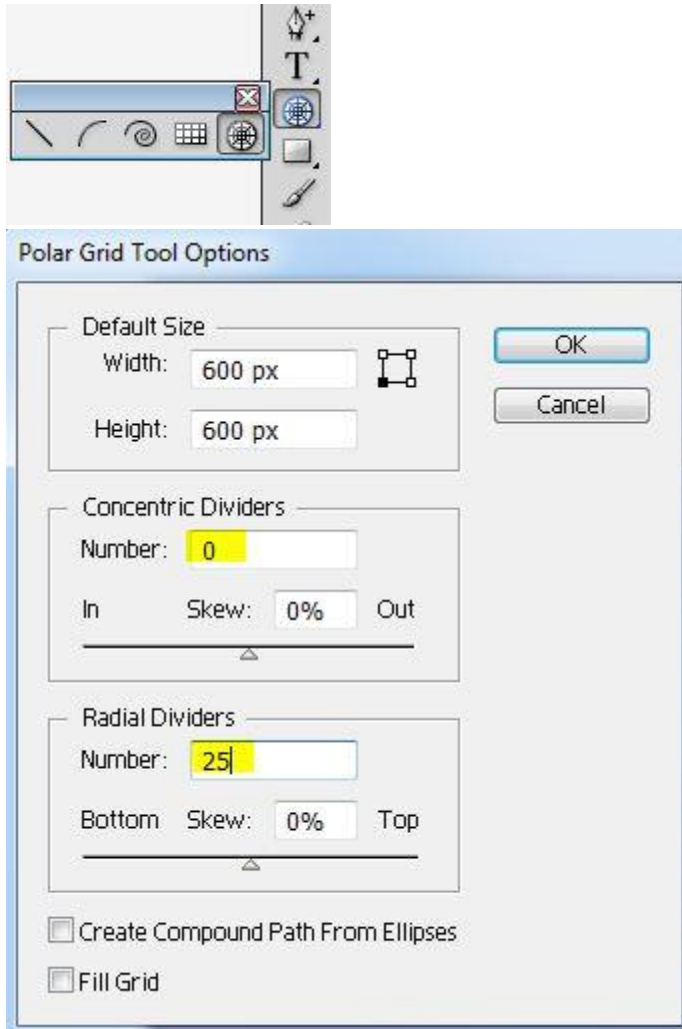 T
Polar Grid Tool Options
Default Size
Width: 600 px
Height: 600 px
OK
Cancel
Concentric Dividers
Number: 0
In Skew: 0% Out
Radial Dividers
Number: 25
Bottom Skew: 0% Top
Create Compound Path From Ellipses
Fill Grid